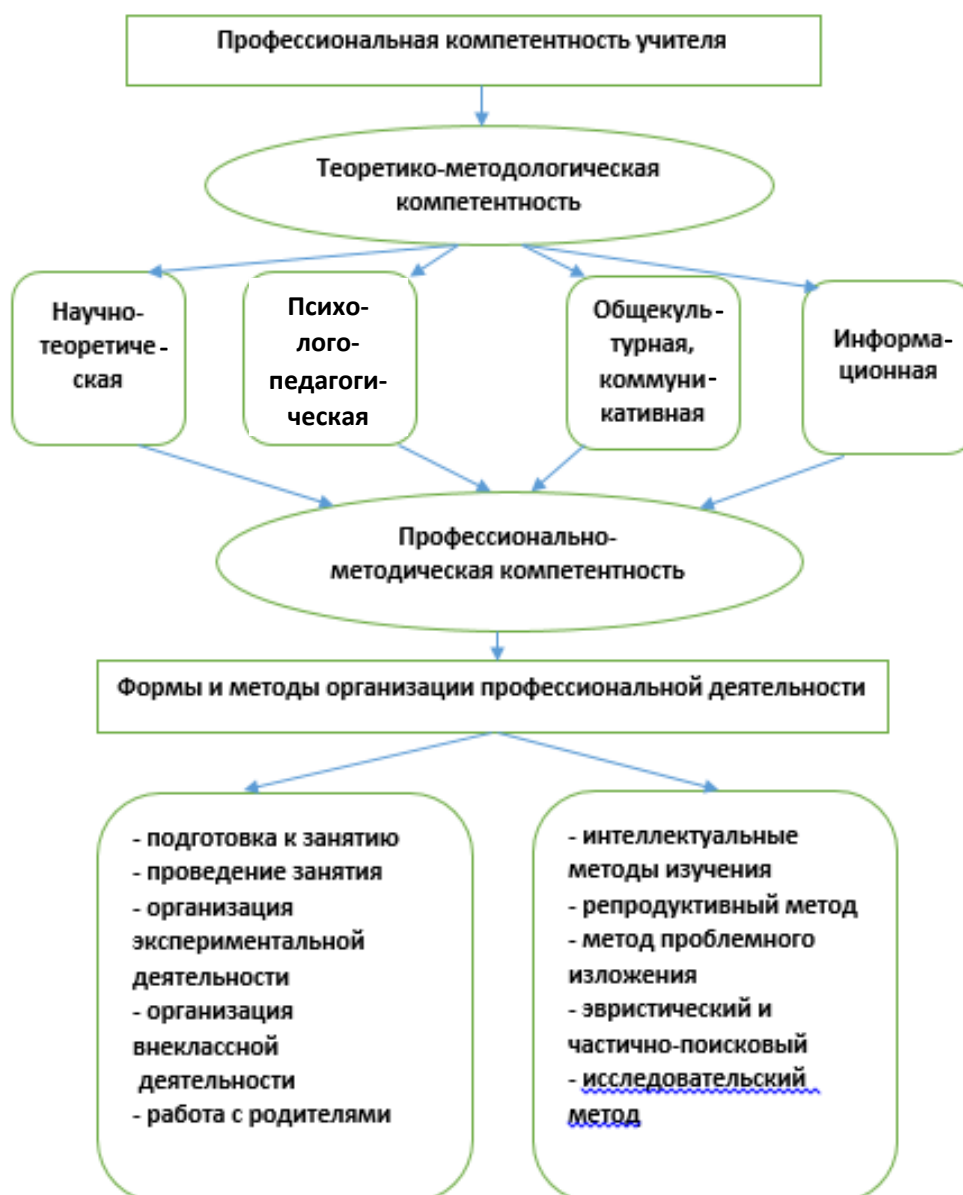 Профессиональная компетентность учителя
Теоретико-методологическая
компетентность
Научно-
теоретиче-
ская
Психо-
лого-
педагоги-
ческая
Общекуль-
турная,
коммуни-
кативная
Информа-
ционная
Профессионально-
методическая компетентность
Формы и методы организации профессиональной деятельности
- подготовка к занятию
- проведение занятия
- организация
экспериментальной
деятельности
- организация
внеклассной
деятельности
- работа с родителями
- интеллектуальные
методы изучения
- репродуктивный метод
- метод проблемного
изложения
- эвристический и
частично-поисковый
- исследовательский
метод